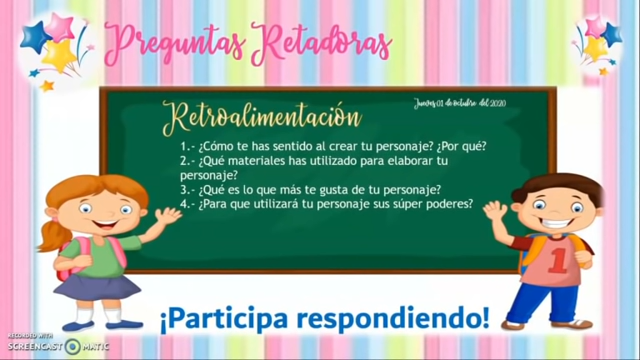 Preguntas Retadoras
Jueves 01 de octubre del 2020
Retroalimentación
1.- ¿Cómo te has sentido al crear tu personaje? ¿Por qué?
2.- ¿Qué materiales has utilizado para elaborar tu
personaje?
3.- ¿Qué es lo que más te gusta de tu personaje?
4.- ¿Para que utilizará tu personaje sus súper poderes?
1
¡Participa respondiendo!
RECORDED WITH
SCREENCAST MATIC